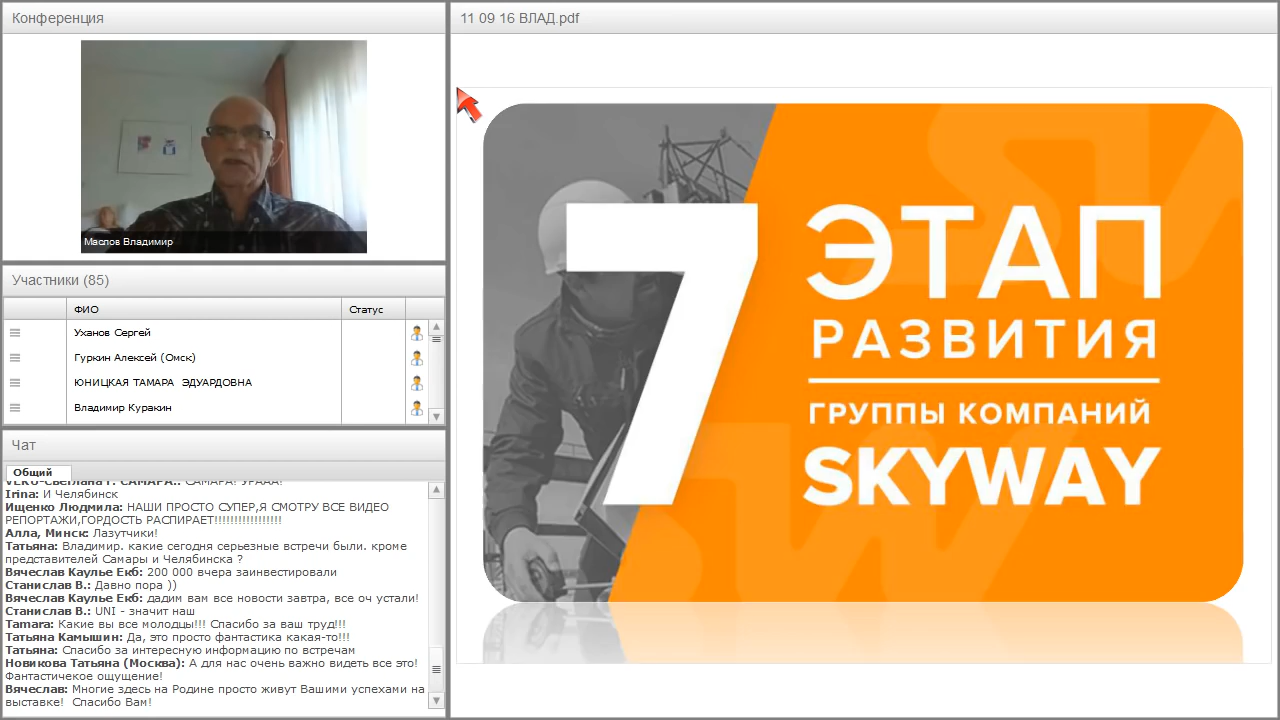 Конференция
Маслов Владимир
Участники (85)
ФИО
Статус
Уханов Сергей
Гуркин Алексей (Омск)
ЮНИЦКАЯ ТАМАРА ЭДУАРДОВНА
Владимир Куракин
Чат
Общий
САМАРА! УРААА!
Irina: И Челябинск
Ищенко Людмила: НАШИ ПРОСТО СУПЕР,Я СМОТРУ ВСЕ ВИДЕО
РЕПОРТАЖИ,ГОРДОСТЬ РАСПИРАЕТ!!!!!!!!!!!!!!!!!
Алла, Минск: Лазутчики!
Татьяна: Владимир. какие сегодня серьезные встречи были. кроме
представителей Самары и Челябинска ?
Вячеслав Каулье Екб: 200 000 вчера заинвестировали
Станислав В.: Давно пора ))
Вячеслав Каулье Екб: дадим вам все новости завтра, все оч устали!
Станислав В.: UNI - значит наш
Tamara: Какие вы все молодцы!!! Спасибо за ваш труд!!!
Татьяна Камышин: Да, это просто фантастика какая-то!!!
Татьяна: Спасибо за интересную информацию по встречам
Новикова Татьяна (Москва): А для нас очень важно видеть все это!
Фантастичекое ощущение!
Вячеслав: Многие здесь на Родине просто живут Вашими успехами на
выставке! Спасибо Вам!
11 09 16 ВЛАД.pdf
7 ЭТАП
РАЗВИТИЯ
ГРУППЫ КОМПАНИЙ
SKYWAY